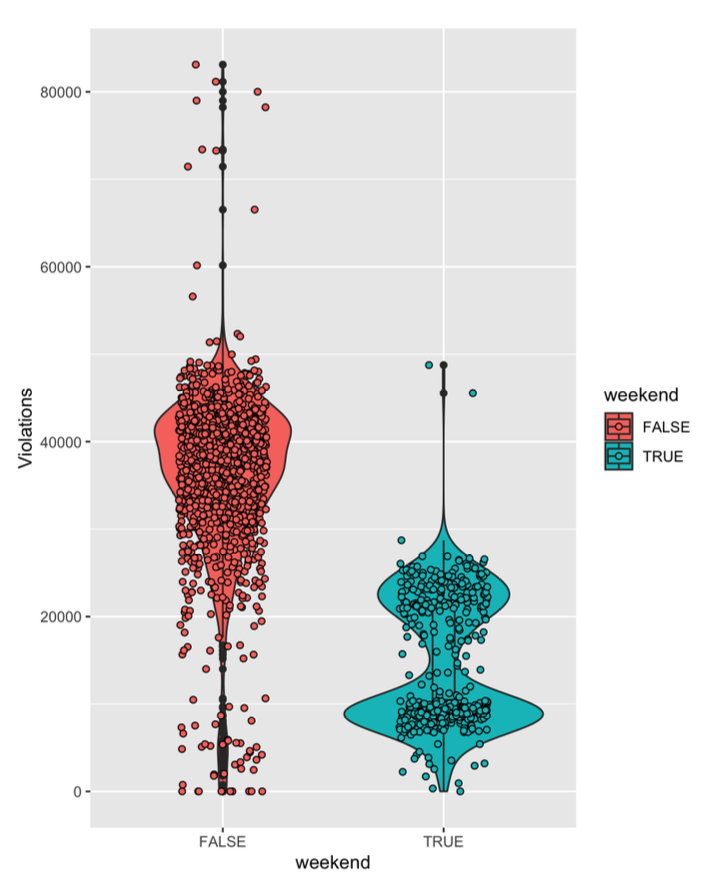 80000
60000
40000
20000
0
Violations
FALSE
TRUE
weekend
weekend
FALSE
TRUE